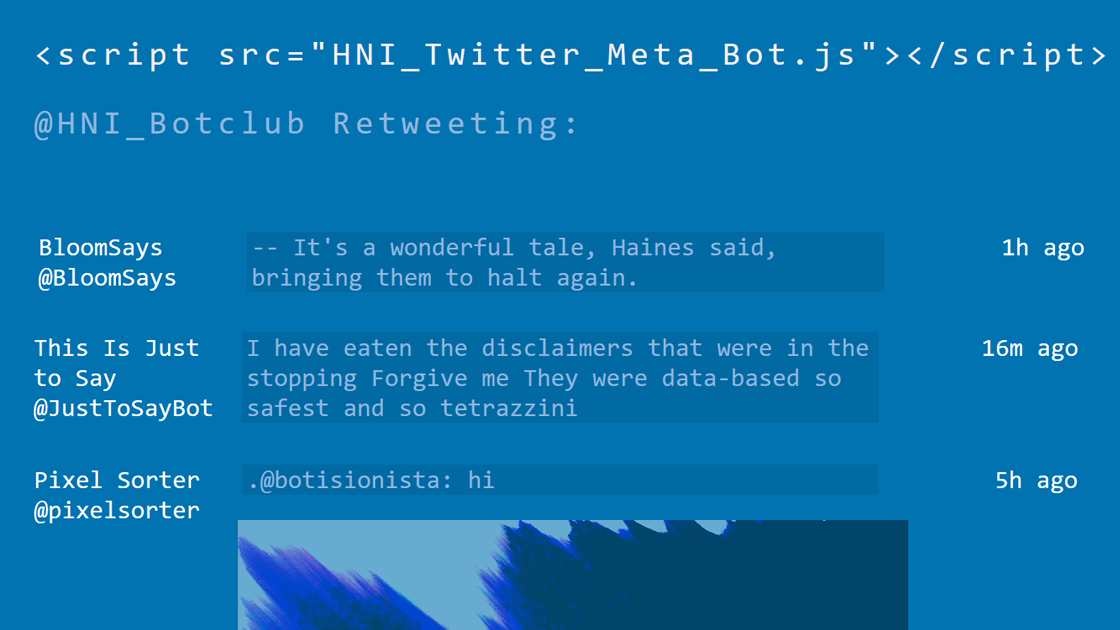 <script src="HNI_Twitter_Meta_Bot.js"></script>
@HNI_Botclub Retweeting:
BloomSays
@BloomSays
-- It's a wonderful tale, Haines said,
bringing them to halt again.
1h ago
This Is Just
to Say
@JustToSayBot
I have eaten the disclaimers that were in the
stopping Forgive me They were data-based so
safest and so tetrazzini
16m ago
Pixel Sorter
@pixelsorter
.@botisionista: hi
5h ago